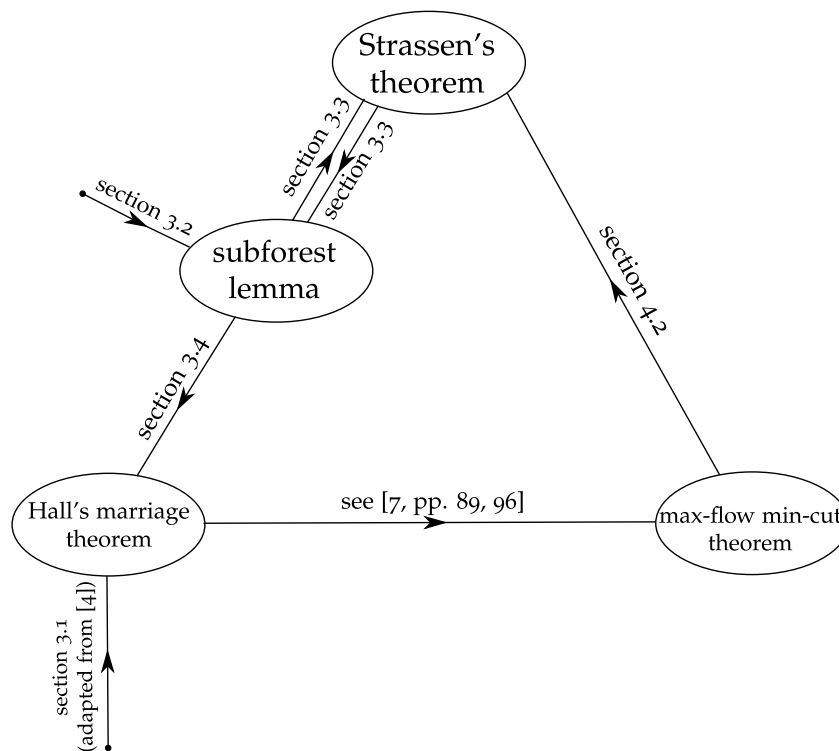 Strassen's
theorem
section 3.3
section 3.3
section 3.2
subforest
lemma
section 4.2
section 3.4
Hall's marriage
theorem
see [7, pp. 89, 96]
max-flow min-cut
theorem
section 3.1
(adapted from [4])